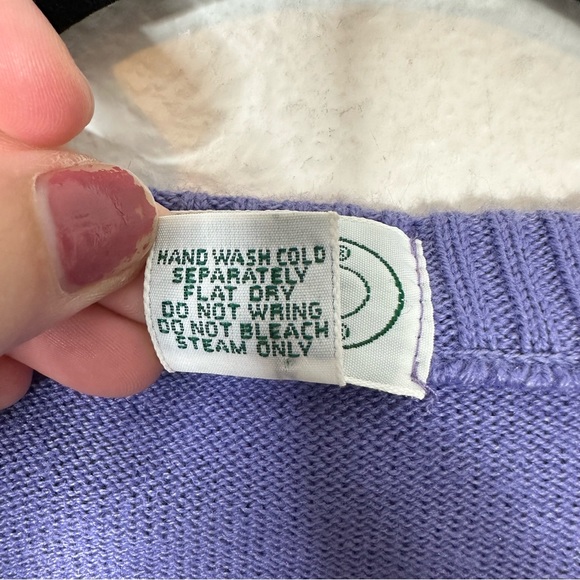 HAND WASH COLD
SEPARATELY
FLAT DRY
DO NOT WRING
DO NOT BLEACH
STEAM ONLY
®
®